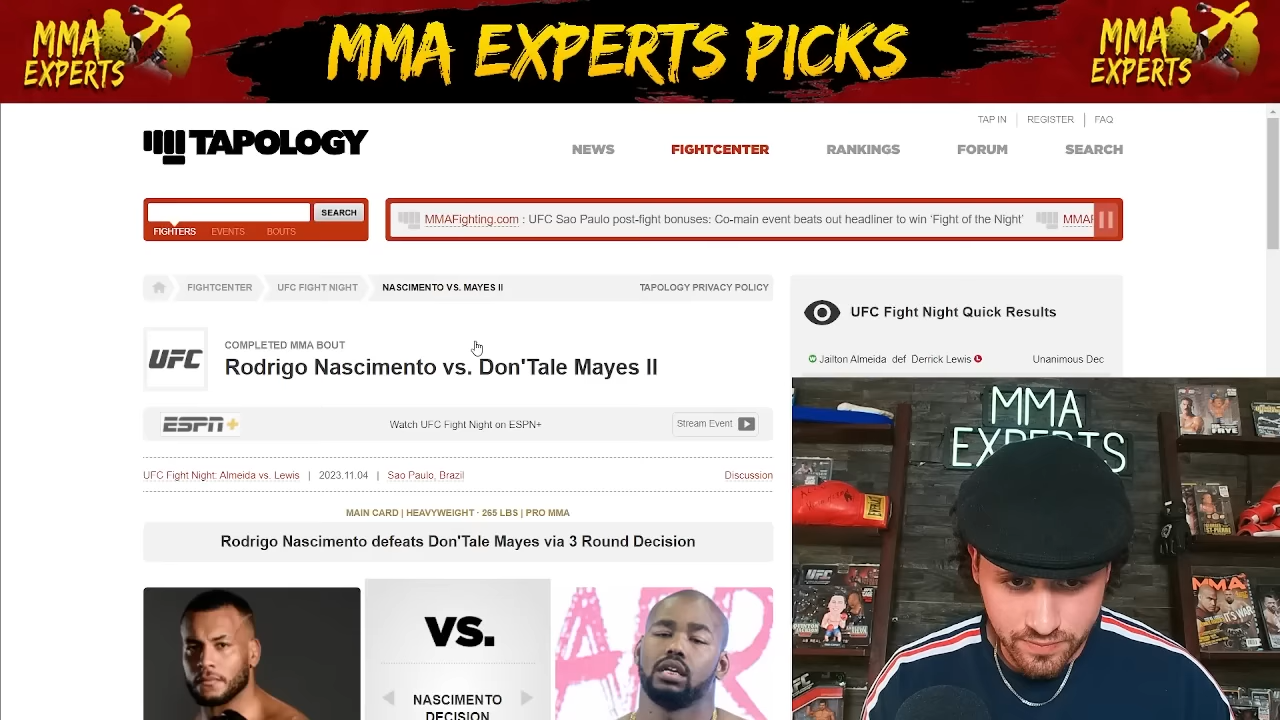 MMA
EXPERTS
MMA EXPERTS PICKS
MMA
EXPERTS
TAPOLOGY
TAP IN
REGISTER
FAQ
NEWS
FIGHTCENTER
RANKINGS
FORUM
SEARCH
SEARCH
FIGHTERS
EVENTS
BOUTS
MMAFighting.com : UFC Sao Paulo post-fight bonuses: Co-main event beats out headliner to win 'Fight of the Night'
FIGHTCENTER
UFC FIGHT NIGHT
NASCIMENTO VS. MAYES II
TAPOLOGY PRIVACY POLICY
UFC Fight Night Quick Results
Jailton Almeida def Derrick Lewis Unanimous Dec
UFC
COMPLETED MMA BOUT
Rodrigo Nascimento vs. Don'Tale Mayes II
ESPN+
Watch UFC Fight Night on ESPN+
Stream Event
UFC Fight Night: Almeida vs. Lewis | 2023.11.04 | Sao Paulo, Brazil
Discussion
MAIN CARD | HEAVYWEIGHT · 265 LBS | PRO MMA
Rodrigo Nascimento defeats Don'Tale Mayes via 3 Round Decision
VS.
NASCIMENTO
DECISION
MMA
EXPERTS
UFC
MMA
UFC